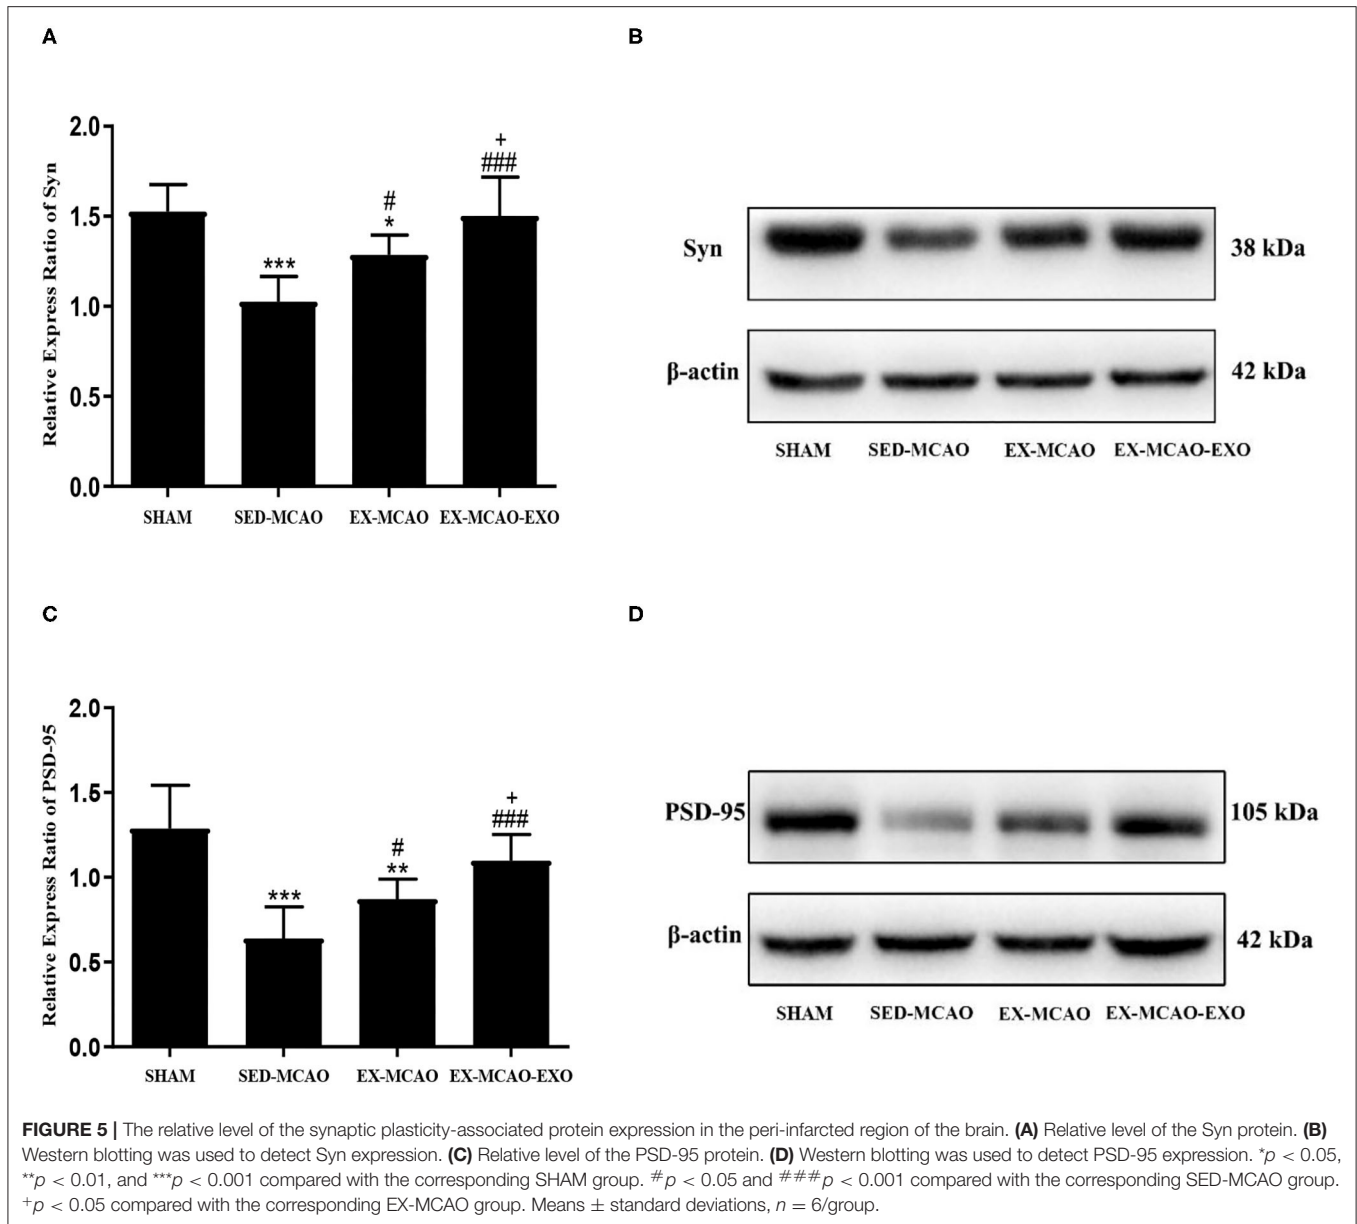 A
B
2.0
1.5
1.0
0.5
0.0
Relative Express Ratio of Syn
***
#
*
+
###
SHAM SED-MCAO EX-MCAO EX-MCAO-EXO
Syn
38 kDa
β-actin
42 kDa
SHAM SED-MCAO EX-MCAO EX-MCAO-EXO
C
D
2.0
1.5
1.0
0.5
0.0
Relative Express Ratio of PSD-95
***
#
**
+
###
SHAM SED-MCAO EX-MCAO EX-MCAO-EXO
PSD-95
105 kDa
β-actin
42 kDa
SHAM SED-MCAO EX-MCAO EX-MCAO-EXO
FIGURE 5 | The relative level of the synaptic plasticity-associated protein expression in the peri-infarcted region of the brain. (A) Relative level of the Syn protein. (B)
Western blotting was used to detect Syn expression. (C) Relative level of the PSD-95 protein. (D) Western blotting was used to detect PSD-95 expression. *p < 0.05,
**p < 0.01, and ***p < 0.001 compared with the corresponding SHAM group. #p < 0.05 and ###p < 0.001 compared with the corresponding SED-MCAO group.
+p < 0.05 compared with the corresponding EX-MCAO group. Means ± standard deviations, n = 6/group.